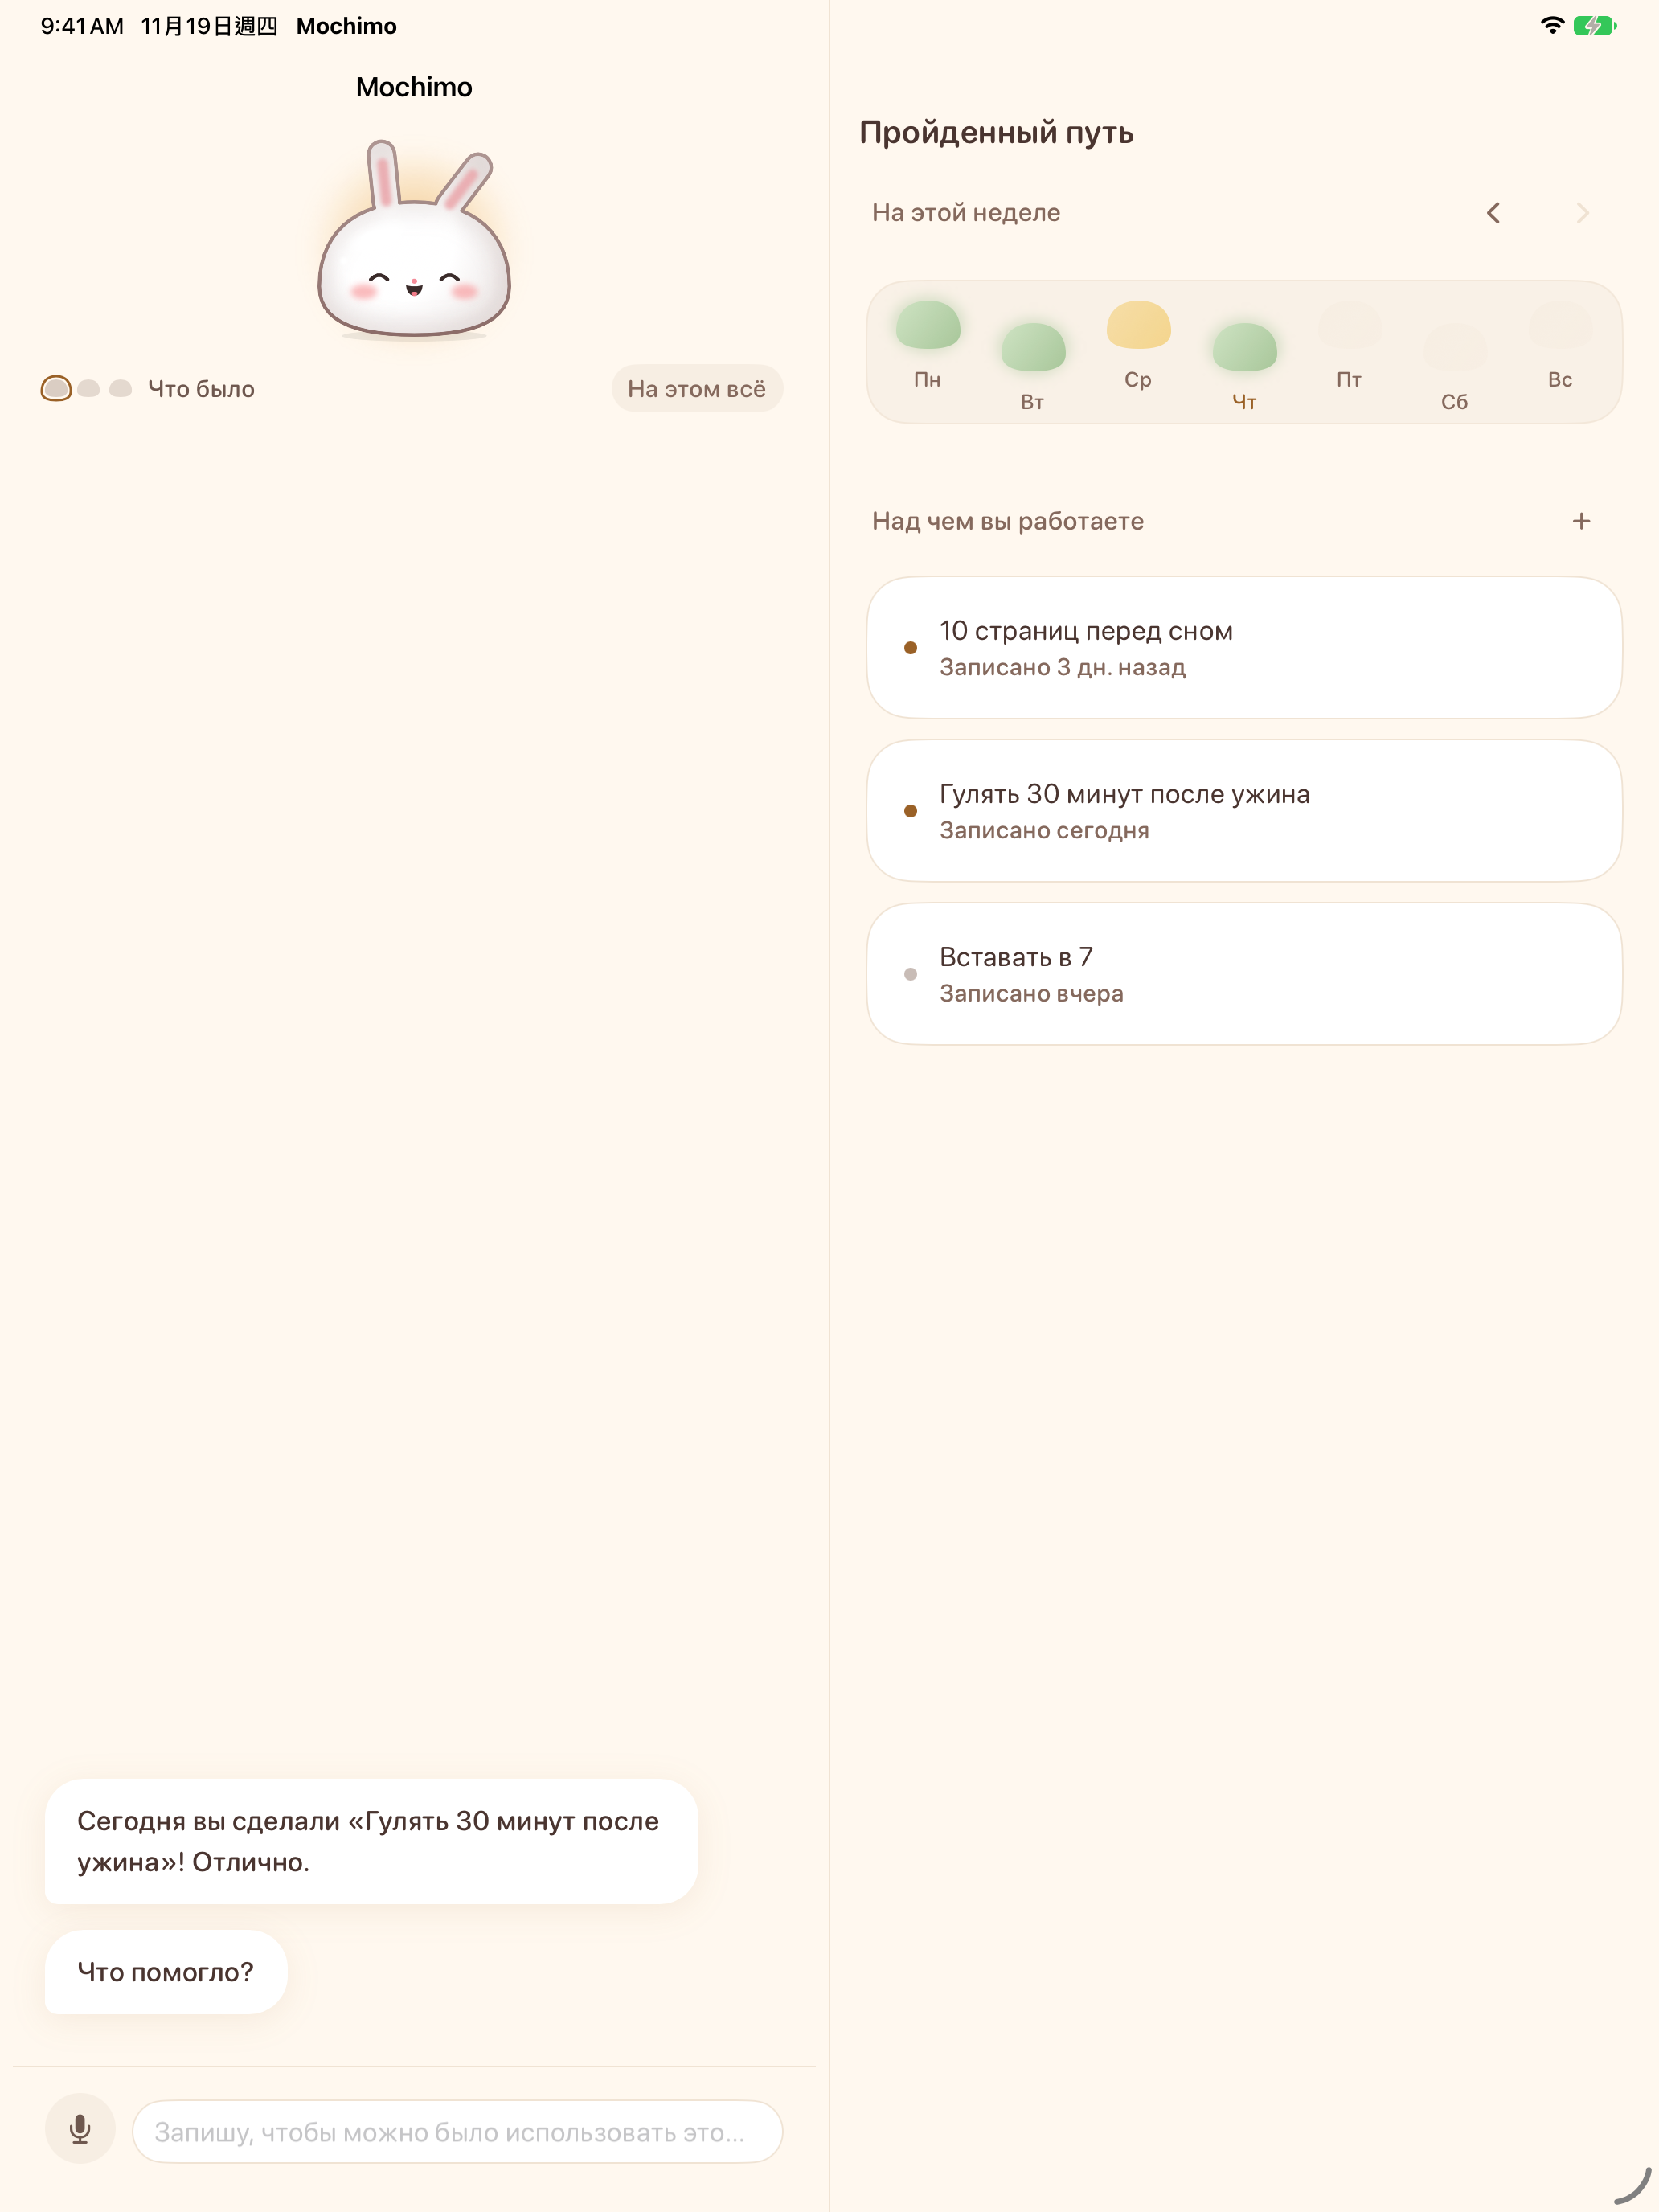 9:41 AM 11月19日週四 Mochimo
Mochimo
Что было
На этом всё
Сегодня вы сделали «Гулять 30 минут после
ужина»! Отлично.
Что помогло?
Запишу, чтобы можно было использовать это...
Пройденный путь
На этой неделе
Пн
Вт
Ср
Чт
Пт
Сб
Вс
Над чем вы работаете
+
10 страниц перед сном
Записано 3 дн. назад
Гулять 30 минут после ужина
Записано сегодня
Вставать в 7
Записано вчера